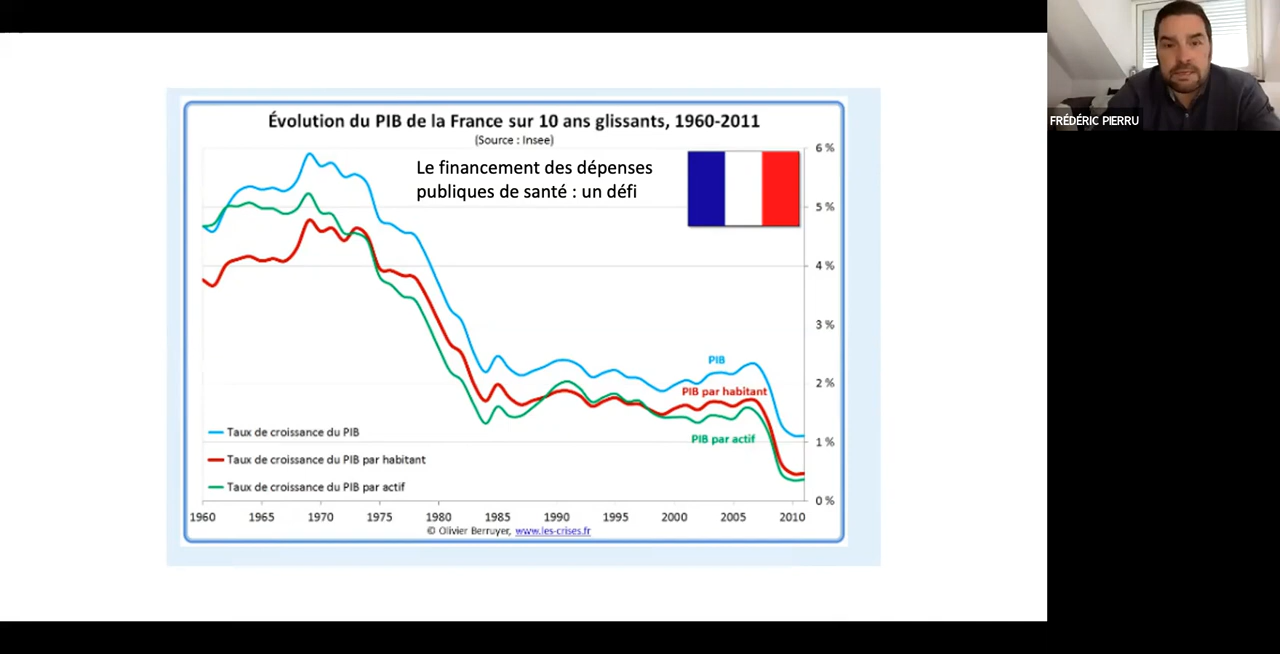 Évolution du PIB de la France sur 10 ans glissants, 1960-2011
(Source : Insee)
Le financement des dépenses
publiques de santé : un défi
6 %
5 %
4 %
3 %
2 %
1 %
0 %
PIB
PIB par habitant
PIB par actif
Taux de croissance du PIB
Taux de croissance du PIB par habitant
Taux de croissance du PIB par actif
1960 1965 1970 1975 1980 1985 1990 1995 2000 2005 2010
© Olivier Berruyer, www.les-crises.fr
FRÉDÉRIC PIERRU